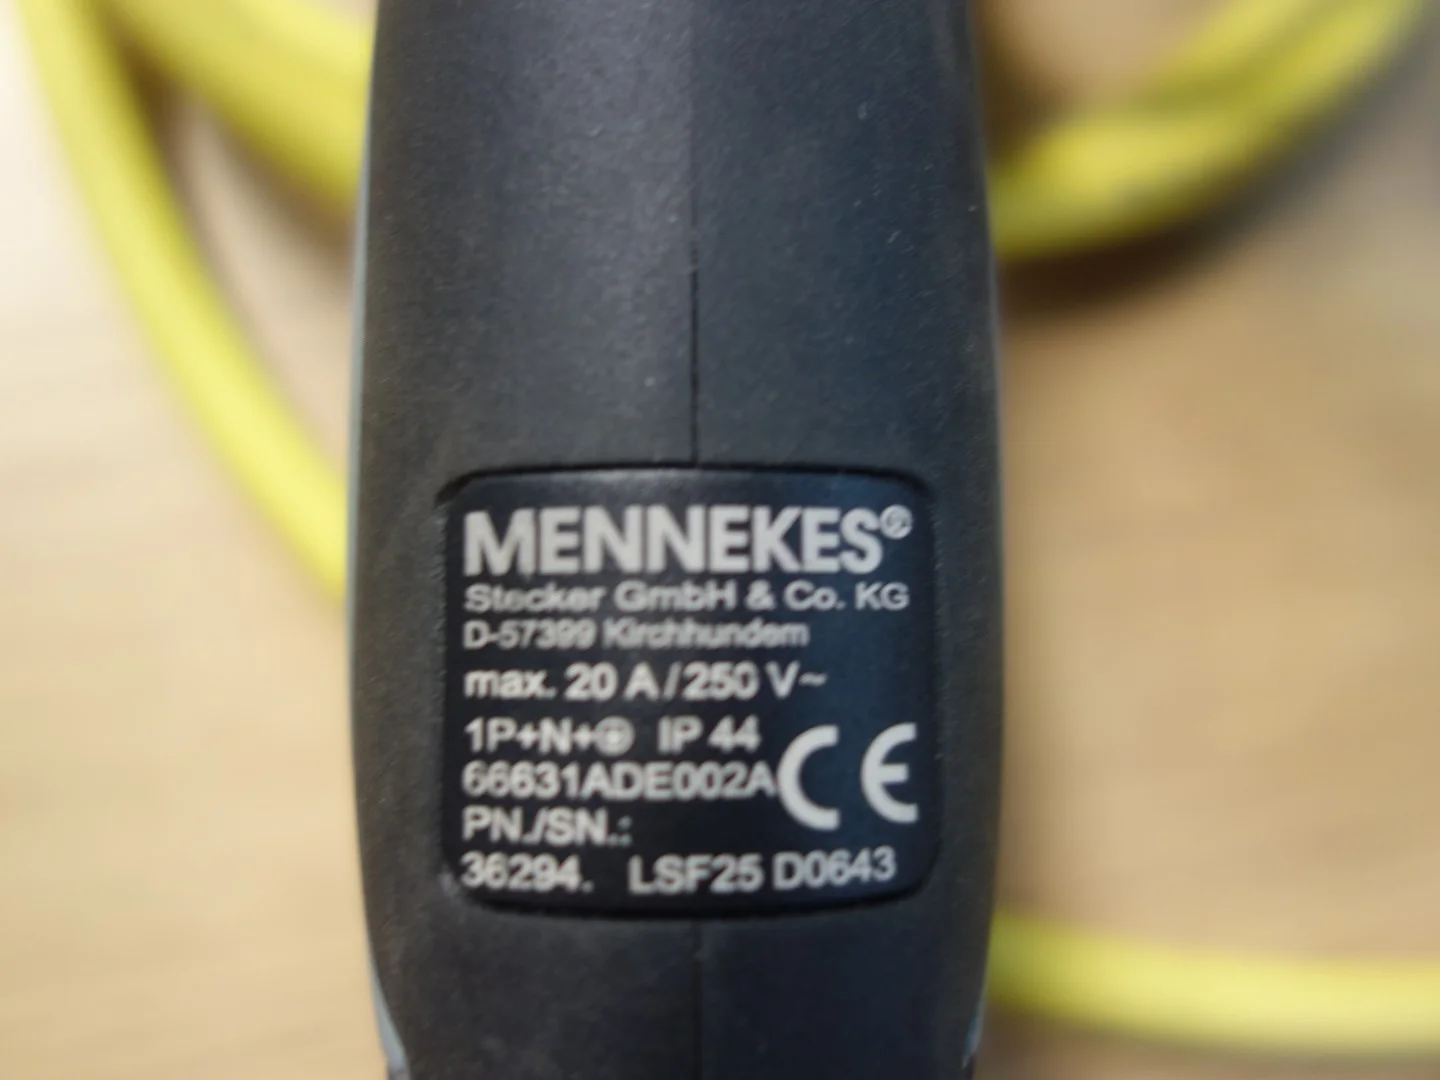 MENNEKES®
Stecker GmbH & Co. KG
D-57399 Kirchhundem
max. 20 A / 250 V~
1P+N+⏚ IP 44
66631ADE002A CE
PN./SN.:
36294. LSF25 D0643